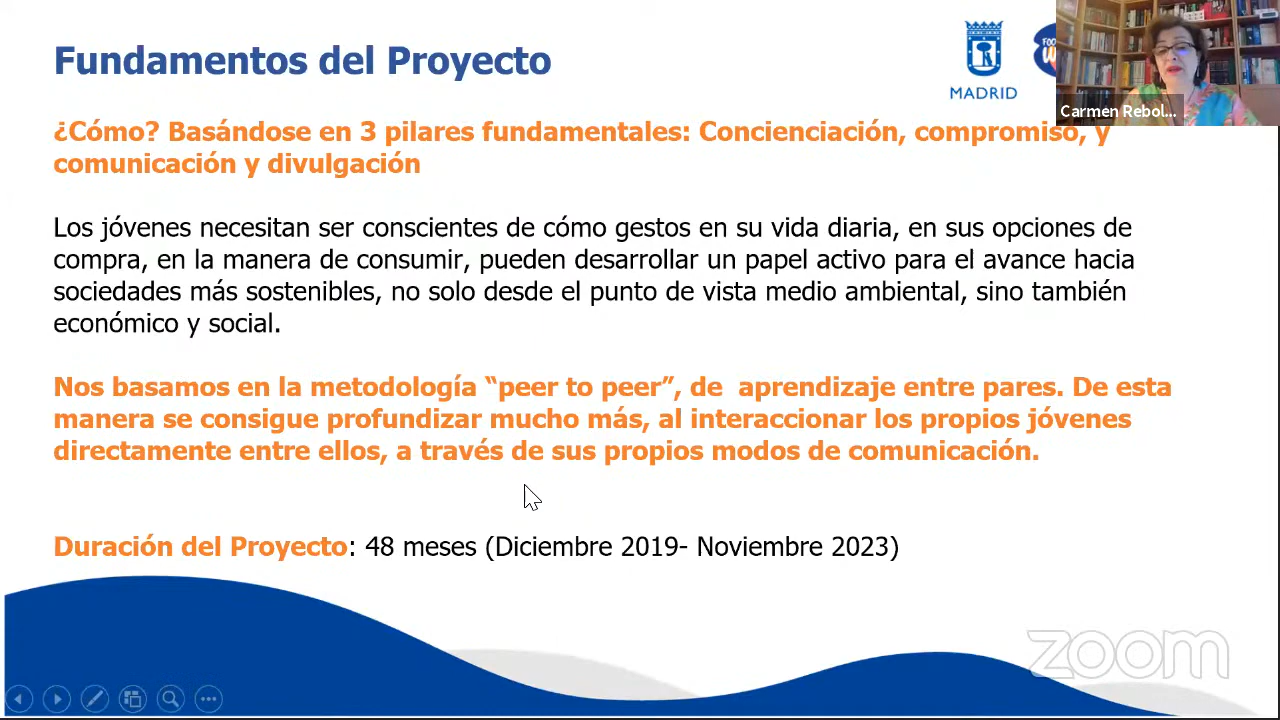 Fundamentos del Proyecto
MADRID
Carmen Rebol...
¿Cómo? Basándose en 3 pilares fundamentales: Concienciación, compromiso, y
comunicación y divulgación
Los jóvenes necesitan ser conscientes de cómo gestos en su vida diaria, en sus opciones de
compra, en la manera de consumir, pueden desarrollar un papel activo para el avance hacia
sociedades más sostenibles, no solo desde el punto de vista medio ambiental, sino también
económico y social.
Nos basamos en la metodología “peer to peer”, de aprendizaje entre pares. De esta
manera se consigue profundizar mucho más, al interaccionar los propios jóvenes
directamente entre ellos, a través de sus propios modos de comunicación.
Duración del Proyecto: 48 meses (Diciembre 2019- Noviembre 2023)
zoom